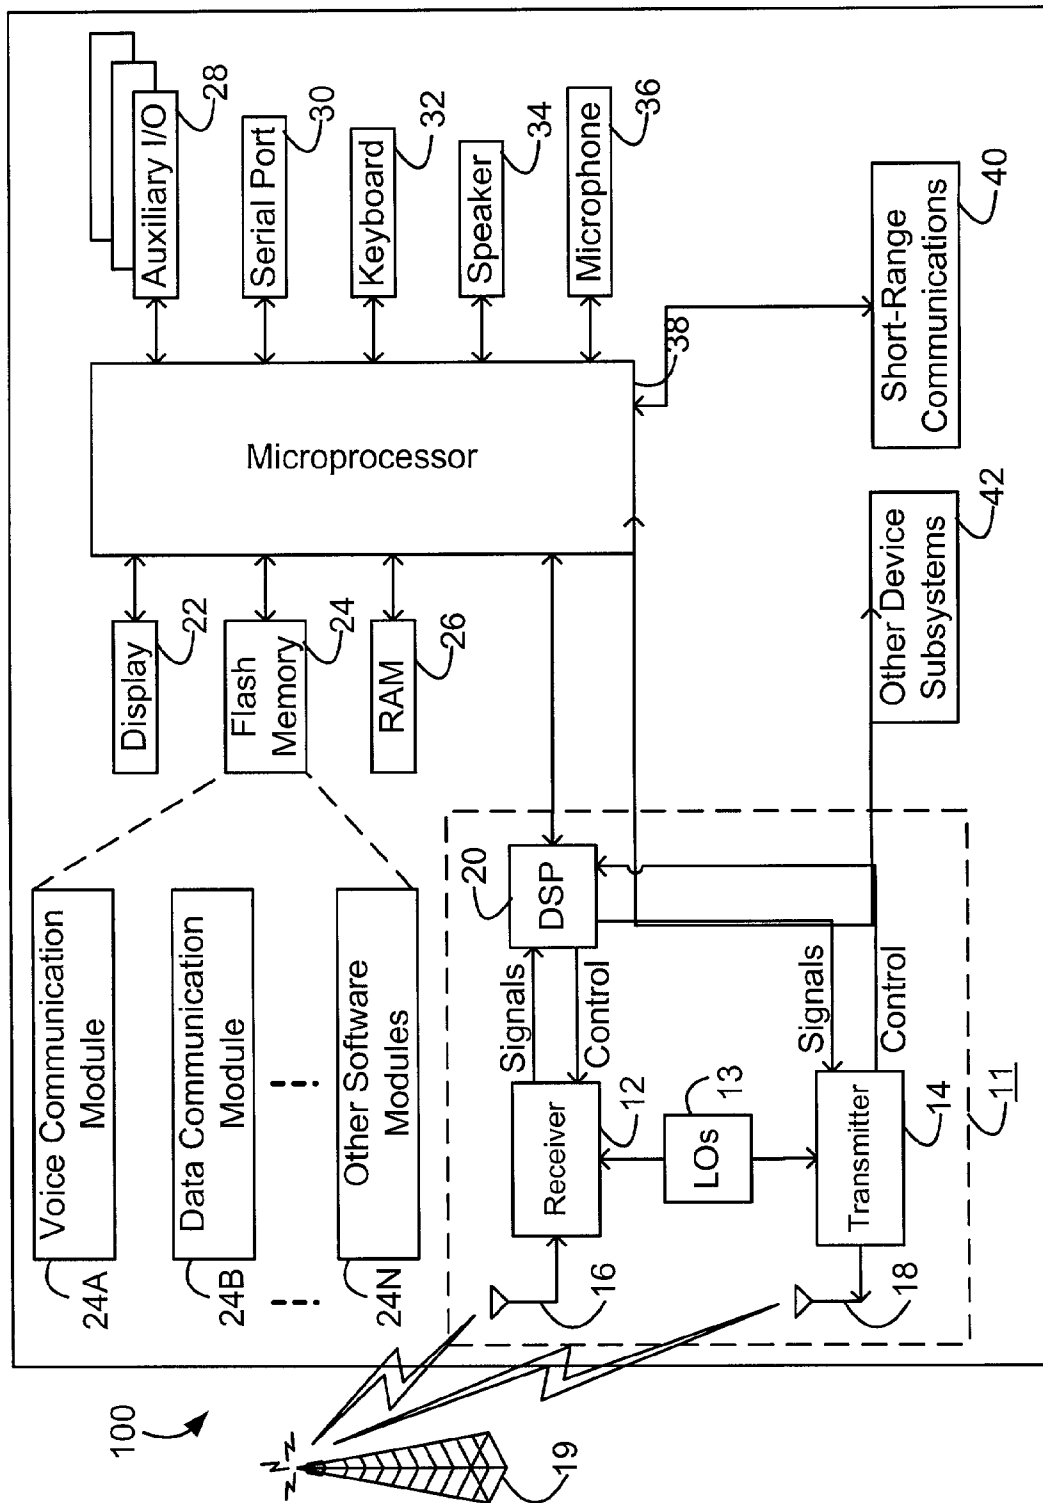 100
19
Voice Communication
Module
24A
Data Communication
Module
24B
Other Software
Modules
24N
Display
22
Flash
Memory
24
RAM
26
Microprocessor
38
Auxiliary I/O
28
Serial Port
30
Keyboard
32
Speaker
34
Microphone
36
Short-Range
Communications
40
Other Device
Subsystems
42
DSP
20
Signals
Control
Receiver
12
16
LOs
13
Signals
Control
Transmitter
14
18
11